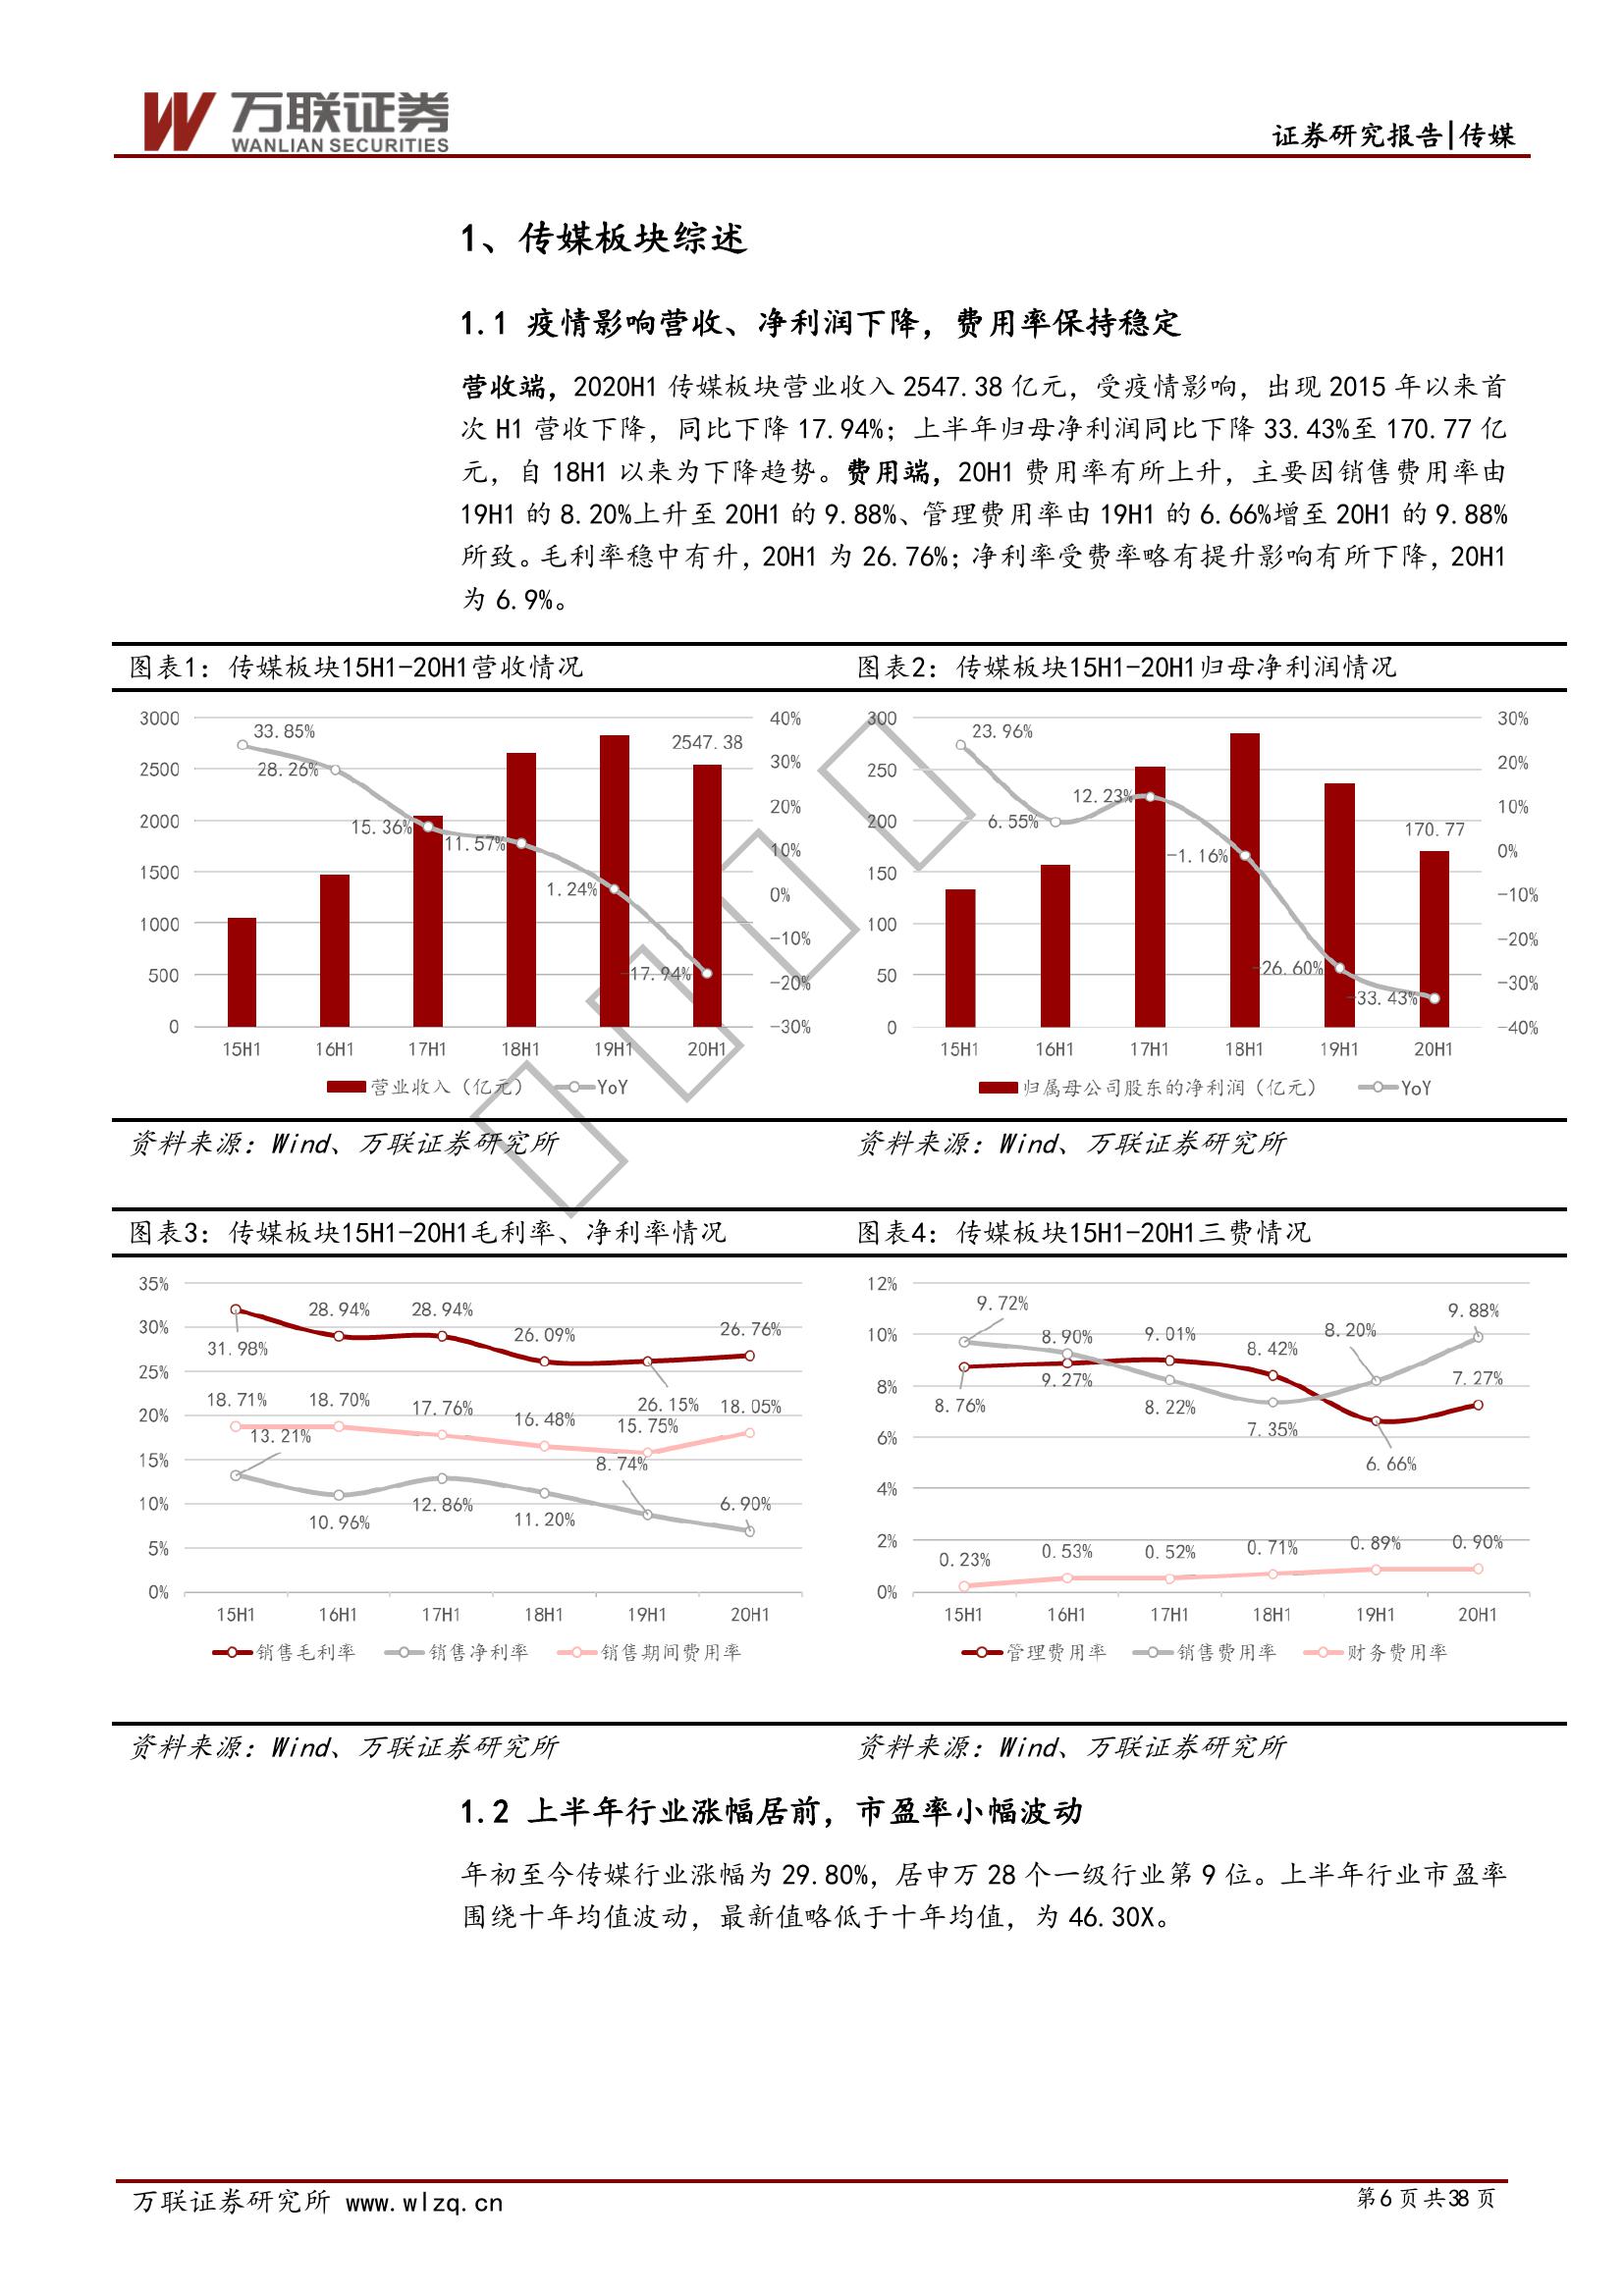 万联证券
WANLIAN SECURITIES
证券研究报告|传媒
1、传媒板块综述
1.1 疫情影响营收、净利润下降，费用率保持稳定
营收端，2020H1 传媒板块营业收入 2547.38 亿元，受疫情影响，出现 2015 年以来首
次 H1 营收下降，同比下降 17.94%；上半年归母净利润同比下降 33.43%至 170.77 亿
元，自 18H1 以来为下降趋势。费用端，20H1 费用率有所上升，主要因销售费用率由
19H1 的 8.20%上升至 20H1 的 9.88%、管理费用率由 19H1 的 6.66%增至 20H1 的 9.88%
所致。毛利率稳中有升，20H1 为 26.76%；净利率受费率略有提升影响有所下降，20H1
为 6.9%。
图表1：传媒板块15H1-20H1营收情况
3000
2500
2000
1500
1000
500
0
40%
30%
20%
10%
0%
-10%
-20%
-30%
33.85%
28.26%
15.36%
11.57%
1.24%
-17.94%
2547.38
15H1 16H1 17H1 18H1 19H1 20H1
营业收入（亿元） YoY
资料来源：Wind、万联证券研究所
图表2：传媒板块15H1-20H1归母净利润情况
300
250
200
150
100
50
0
30%
20%
10%
0%
-10%
-20%
-30%
-40%
23.96%
6.55%
12.23%
-1.16%
-26.60%
-33.43%
170.77
15H1 16H1 17H1 18H1 19H1 20H1
归属母公司股东的净利润（亿元） YoY
资料来源：Wind、万联证券研究所
图表3：传媒板块15H1-20H1毛利率、净利率情况
35%
30%
25%
20%
15%
10%
5%
0%
31.98% 28.94% 28.94% 26.09% 26.15% 26.76%
18.71% 18.70% 17.76% 16.48% 15.75% 18.05%
13.21% 10.96% 12.86% 11.20% 8.74% 6.90%
15H1 16H1 17H1 18H1 19H1 20H1
销售毛利率 销售净利率 销售期间费用率
资料来源：Wind、万联证券研究所
图表4：传媒板块15H1-20H1三费情况
12%
10%
8%
6%
4%
2%
0%
9.72% 8.90% 9.01% 8.42% 8.20% 9.88%
8.76% 9.27% 8.22% 7.35% 6.66% 7.27%
0.23% 0.53% 0.52% 0.71% 0.89% 0.90%
15H1 16H1 17H1 18H1 19H1 20H1
管理费用率 销售费用率 财务费用率
资料来源：Wind、万联证券研究所
1.2 上半年行业涨幅居前，市盈率小幅波动
年初至今传媒行业涨幅为 29.80%，居申万 28 个一级行业第 9 位。上半年行业市盈率
围绕十年均值波动，最新值略低于十年均值，为 46.30X。
万联证券研究所 www.wlzq.cn
第 6 页 共 38 页